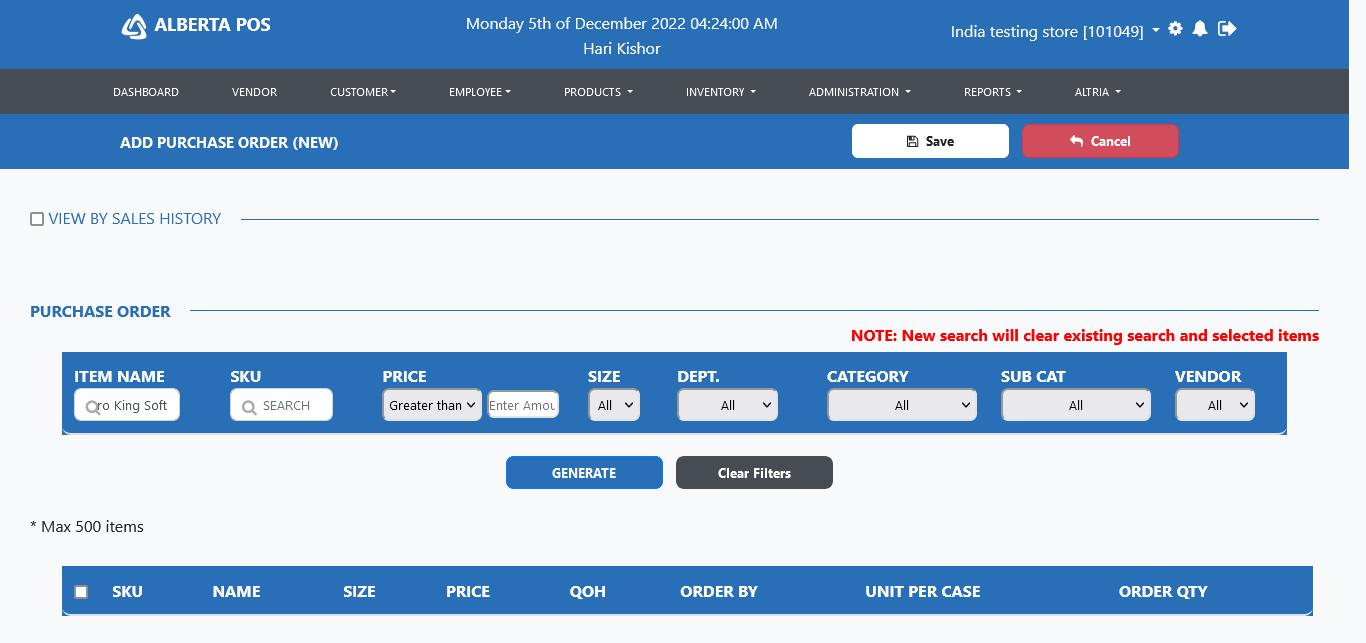 ALBERTA POS
Monday 5th of December 2022 04:24:00 AM
Hari Kishor
India testing store [101049]
DASHBOARD VENDOR CUSTOMER EMPLOYEE PRODUCTS INVENTORY ADMINISTRATION REPORTS ALTRIA
ADD PURCHASE ORDER (NEW) Save Cancel
VIEW BY SALES HISTORY
PURCHASE ORDER
NOTE: New search will clear existing search and selected items
ITEM NAME SKU PRICE SIZE DEPT. CATEGORY SUB CAT VENDOR
ro King Soft SEARCH Greater than Enter Amou All All All All All
GENERATE Clear Filters
* Max 500 items
SKU NAME SIZE PRICE QOH ORDER BY UNIT PER CASE ORDER QTY